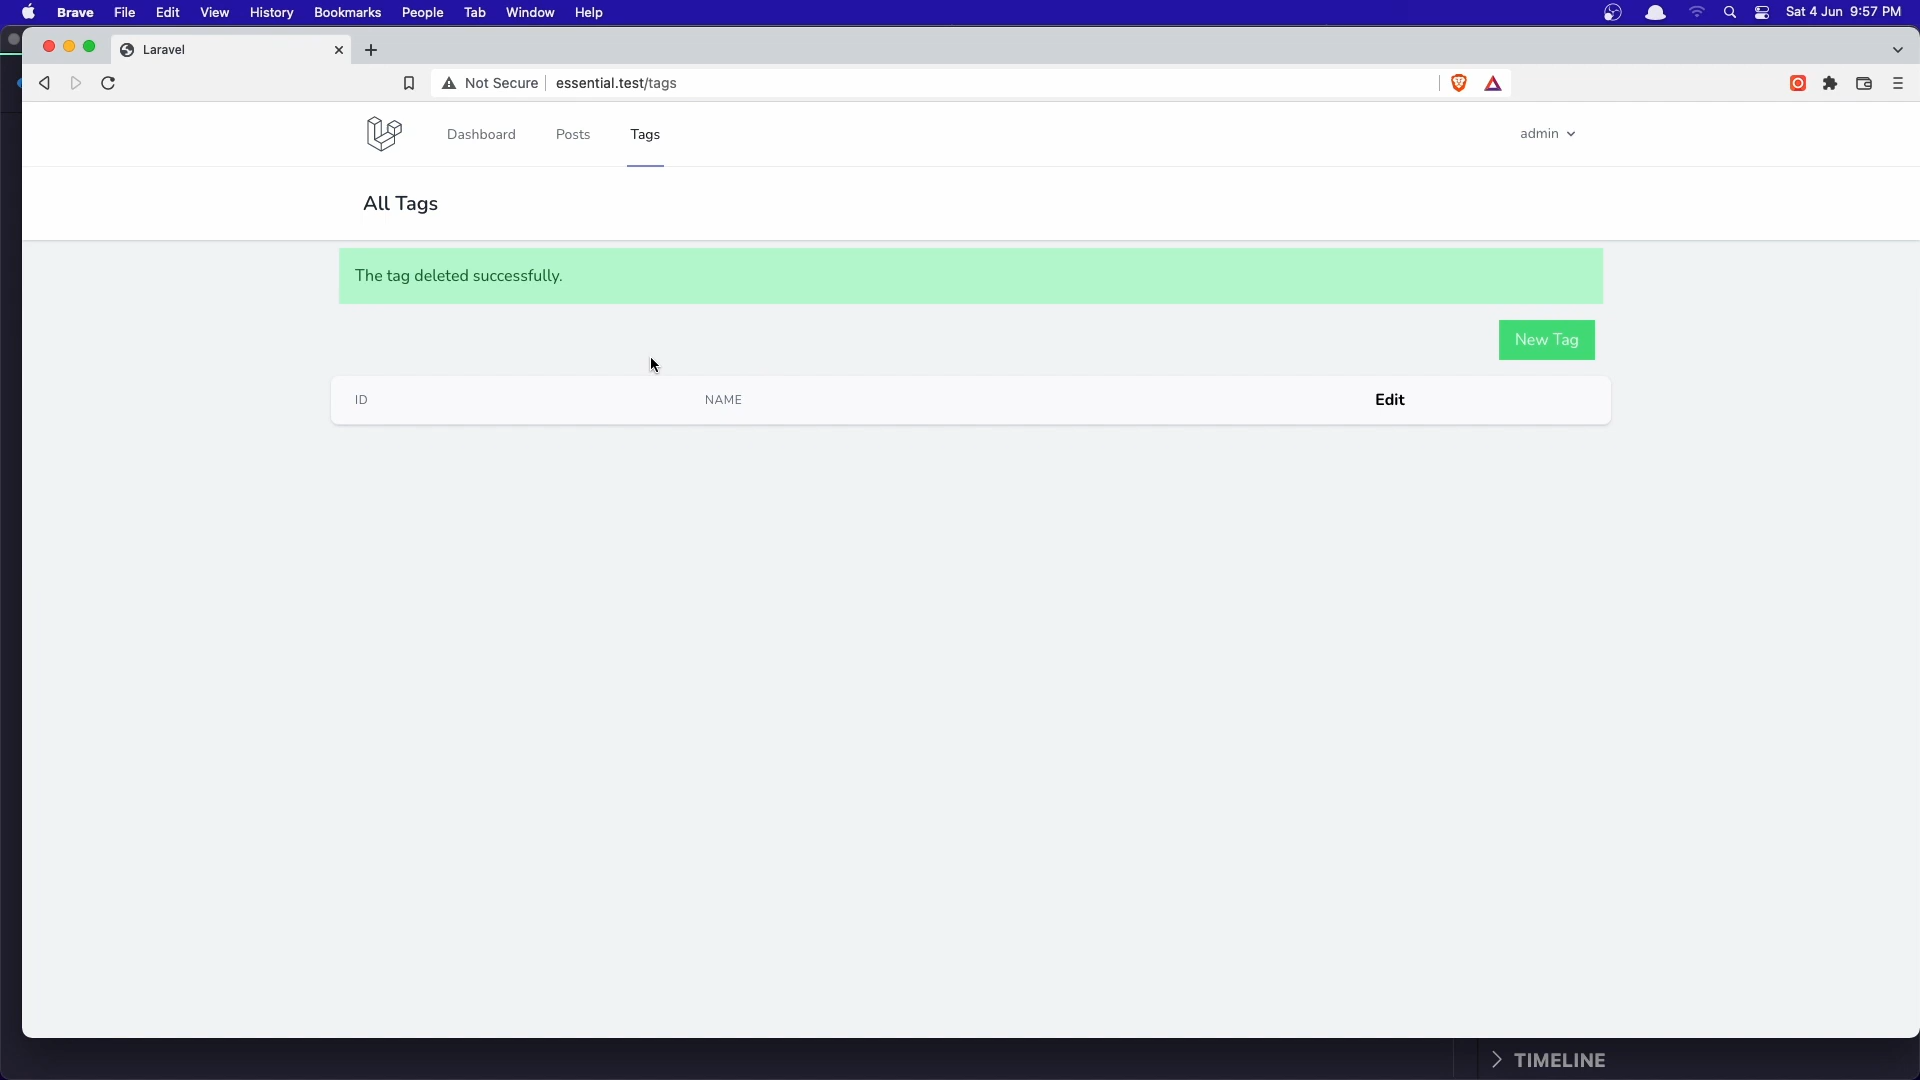 Brave File Edit View History Bookmarks People Tab Window Help Sat 4 Jun 9:57 PM
Laravel
Not Secure essential.test/tags
Dashboard Posts Tags admin
All Tags
The tag deleted successfully.
New Tag
ID NAME Edit
TIMELINE